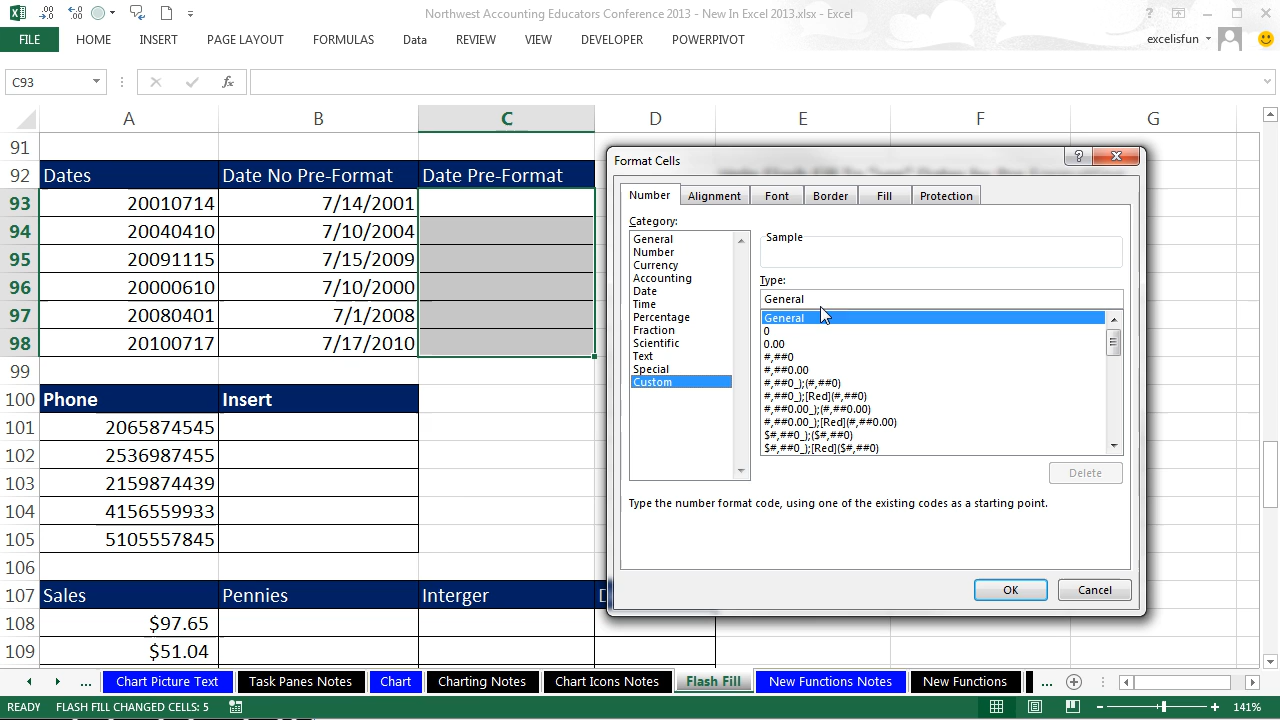 Northwest Accounting Educators Conference 2013 - New In Excel 2013.xlsx - Excel
FILE HOME INSERT PAGE LAYOUT FORMULAS Data REVIEW VIEW DEVELOPER POWERPIVOT excelisfun
C93 fx
A B C D E F G
91
92 Dates Date No Pre-Format Date Pre-Format
93 20010714 7/14/2001
94 20040410 7/10/2004
95 20091115 7/15/2009
96 20000610 7/10/2000
97 20080401 7/1/2008
98 20100717 7/17/2010
99
100 Phone Insert
101 2065874545
102 2536987455
103 2159874439
104 4156559933
105 5105557845
106
107 Sales Pennies Interger
108 $97.65
109 $51.04
Format Cells
Number Alignment Font Border Fill Protection
Category:
General
Number
Currency
Accounting
Date
Time
Percentage
Fraction
Scientific
Text
Special
Custom
Sample
Type:
General
General
0
0.00
#,##0
#,##0.00
#,##0_);(#,##0)
#,##0_);[Red](#,##0)
#,##0.00_);(#,##0.00)
#,##0.00_);[Red](#,##0.00)
$#,##0_);($#,##0)
$#,##0_);[Red]($#,##0)
Delete
Type the number format code, using one of the existing codes as a starting point.
OK Cancel
... Chart Picture Text Task Panes Notes Chart Charting Notes Chart Icons Notes Flash Fill New Functions Notes New Functions ...
READY FLASH FILL CHANGED CELLS: 5 141%